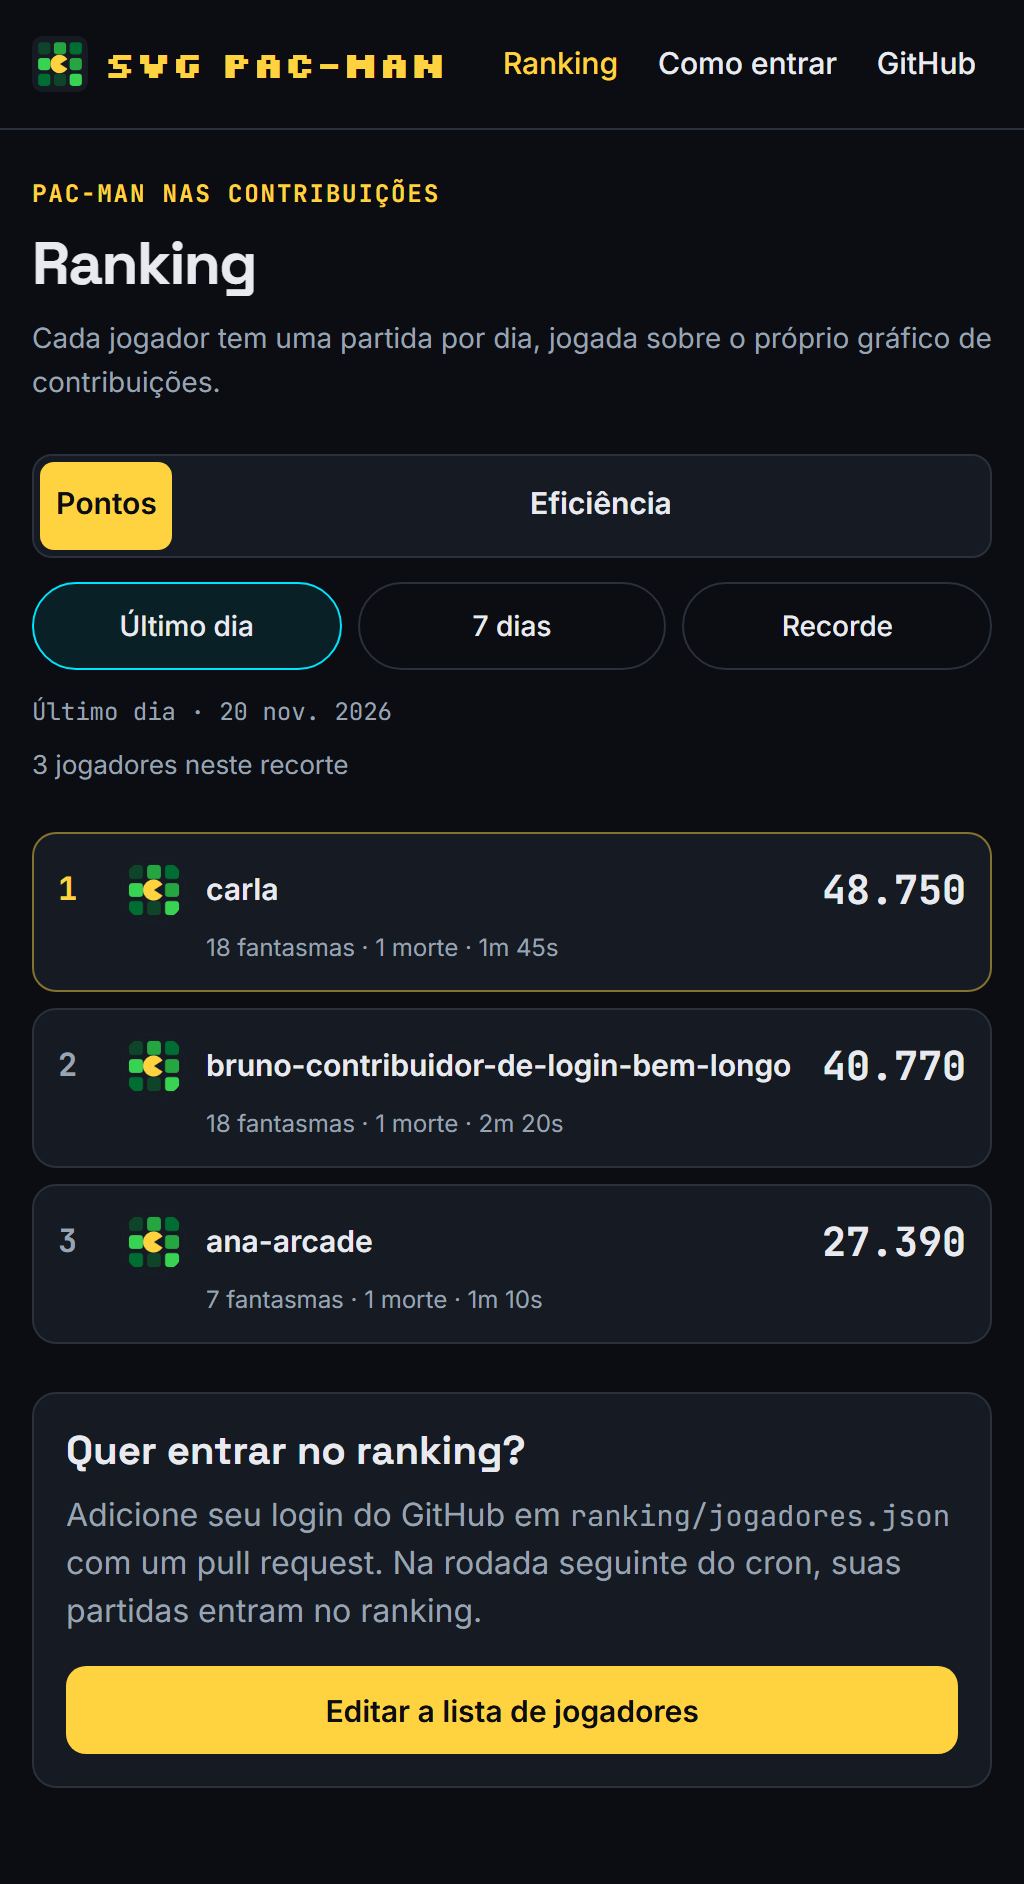 SVG PAC-MAN Ranking Como entrar GitHub
PAC-MAN NAS CONTRIBUIÇÕES
Ranking
Cada jogador tem uma partida por dia, jogada sobre o próprio gráfico de
contribuições.
Pontos Eficiência
Último dia 7 dias Recorde
Último dia · 20 nov. 2026
3 jogadores neste recorte
1 carla 48.750
18 fantasmas · 1 morte · 1m 45s
2 bruno-contribuidor-de-login-bem-longo 40.770
18 fantasmas · 1 morte · 2m 20s
3 ana-arcade 27.390
7 fantasmas · 1 morte · 1m 10s
Quer entrar no ranking?
Adicione seu login do GitHub em ranking/jogadores.json
com um pull request. Na rodada seguinte do cron, suas
partidas entram no ranking.
Editar a lista de jogadores